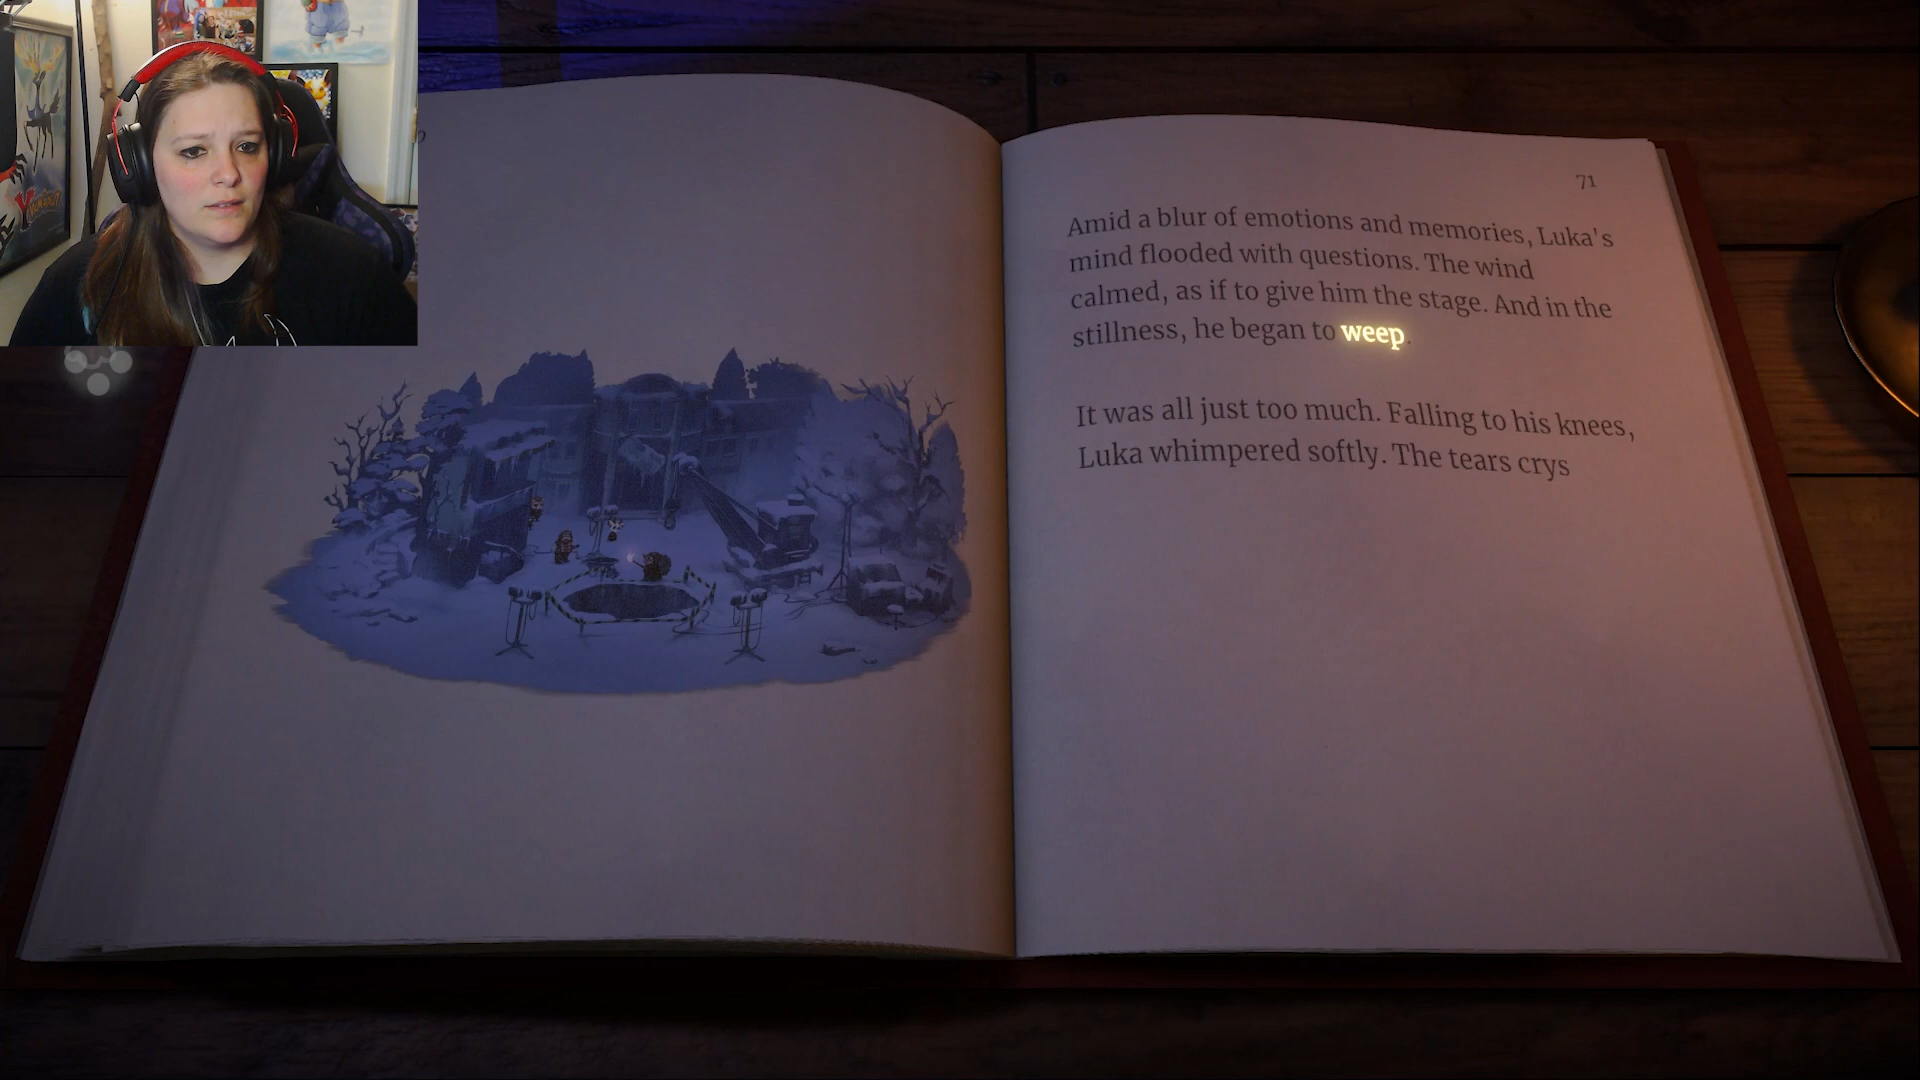 71
Amid a blur of emotions and memories, Luka's
mind flooded with questions. The wind
calmed, as if to give him the stage. And in the
stillness, he began to weep.
It was all just too much. Falling to his knees,
Luka whimpered softly. The tears crys